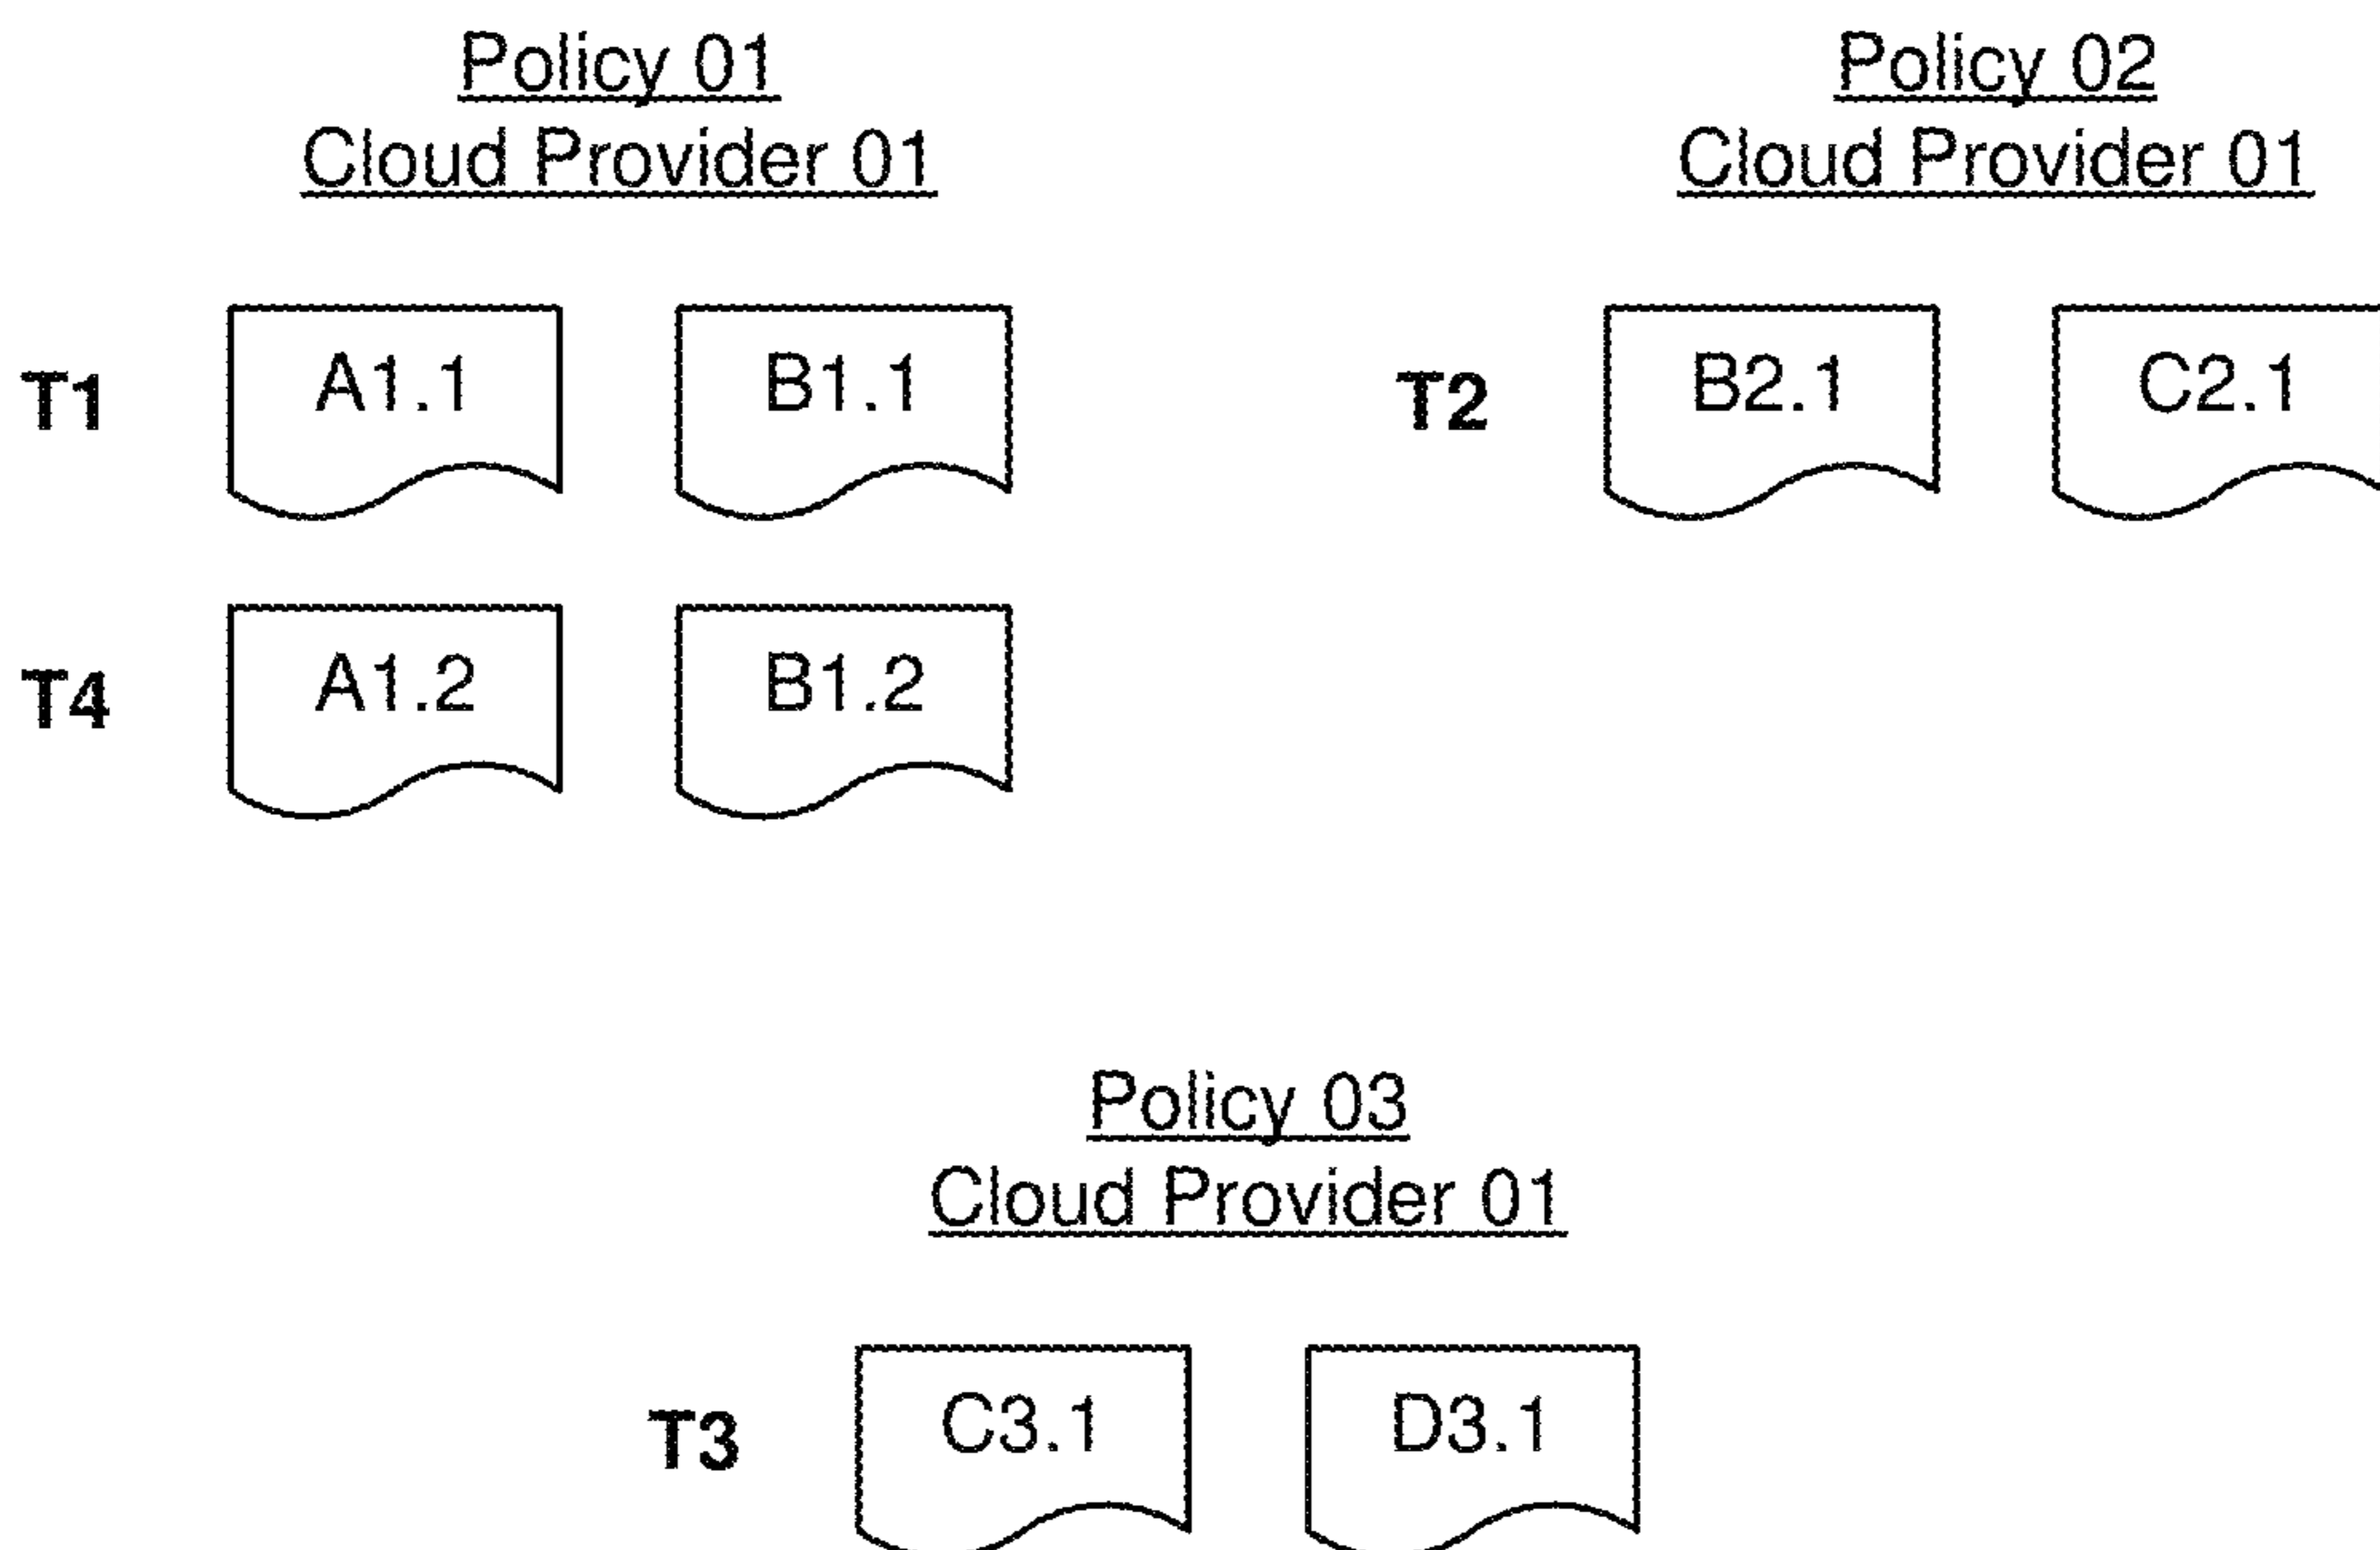 Policy 01
Cloud Provider 01
T1 A1.1 B1.1
T4 A1.2 B1.2
Policy 02
Cloud Provider 01
T2 B2.1 C2.1
Policy 03
Cloud Provider 01
T3 C3.1 D3.1